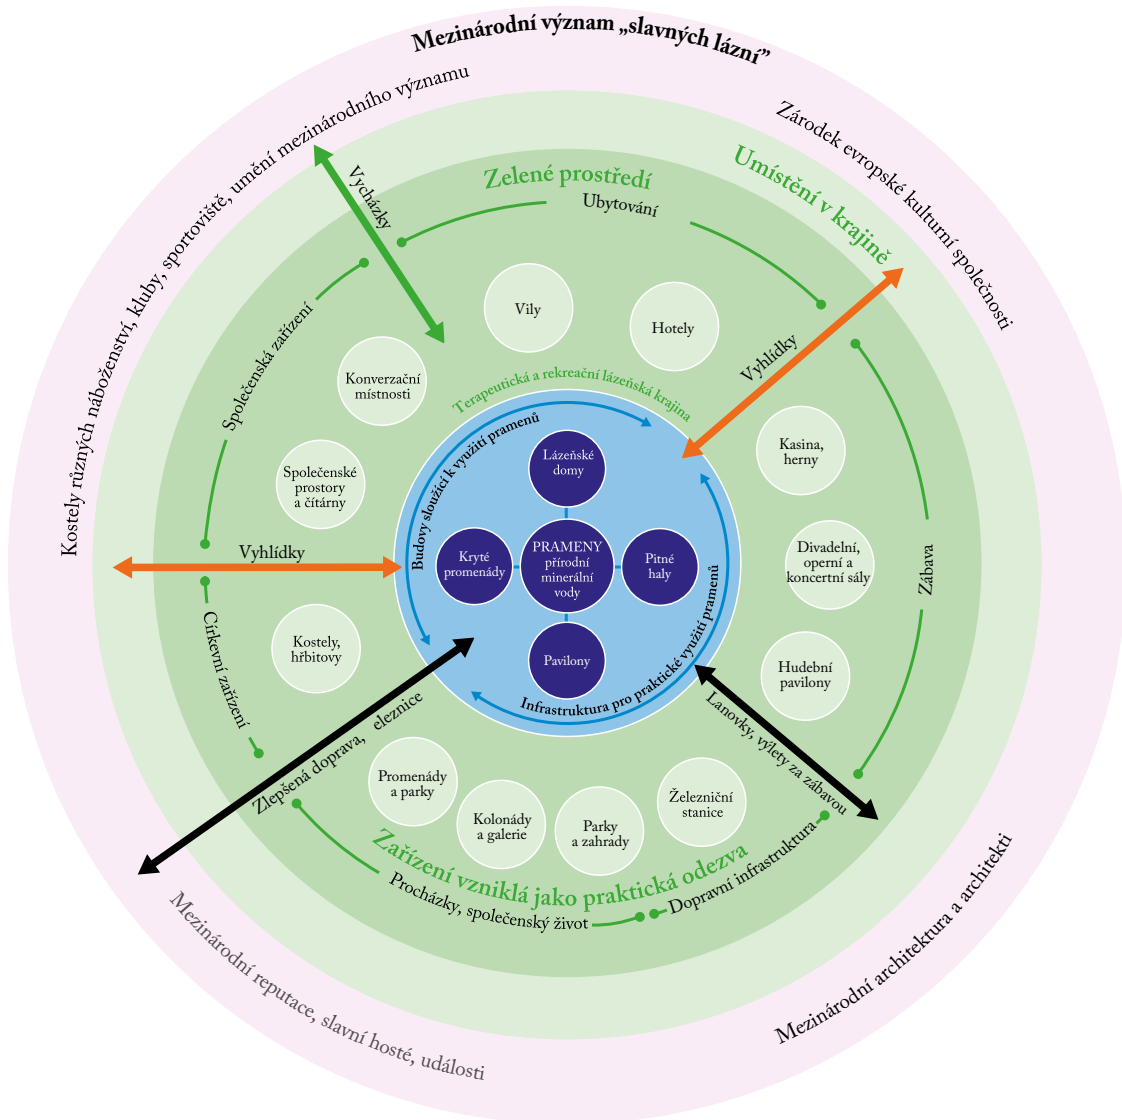 Mezinárodní význam „slavných lázní”
Kostely různých náboženství, kluby, sportoviště, umění mezinárodního významu
Zárodek evropské kulturní společnosti
Umístění v krajině
Zelené prostředí
Ubytování
Vycházky
Vily
Hotely
Vyhlídky
Společenská zařízení
Konverzační
místnosti
Terapeutická a rekreační lázeňská krajina
Budovy sloužící k využití pramenů
Lázeňské
domy
Kasina,
herny
Společenské
prostory
a čítárny
Vyhlídky
Kryté
promenády
PRAMENY
přírodní
minerální
vody
Pitné
haly
Divadelní,
operní a
koncertní sály
Zábava
Církevní zařízení
Kostely,
hřbitovy
Pavilony
Hudební
pavilony
Infrastruktura pro praktické využití pramenů
Zlepšená doprava, eleznice
Lanovky, výlety za zábavou
Promenády
a parky
Kolonády
a galerie
Parky
a zahrady
Železniční
stanice
Zařízení vzniklá jako praktická odezva
Procházky, společenský život
Dopravní infrastruktura
Mezinárodní reputace, slavní hosté, události
Mezinárodní architektura a architekti